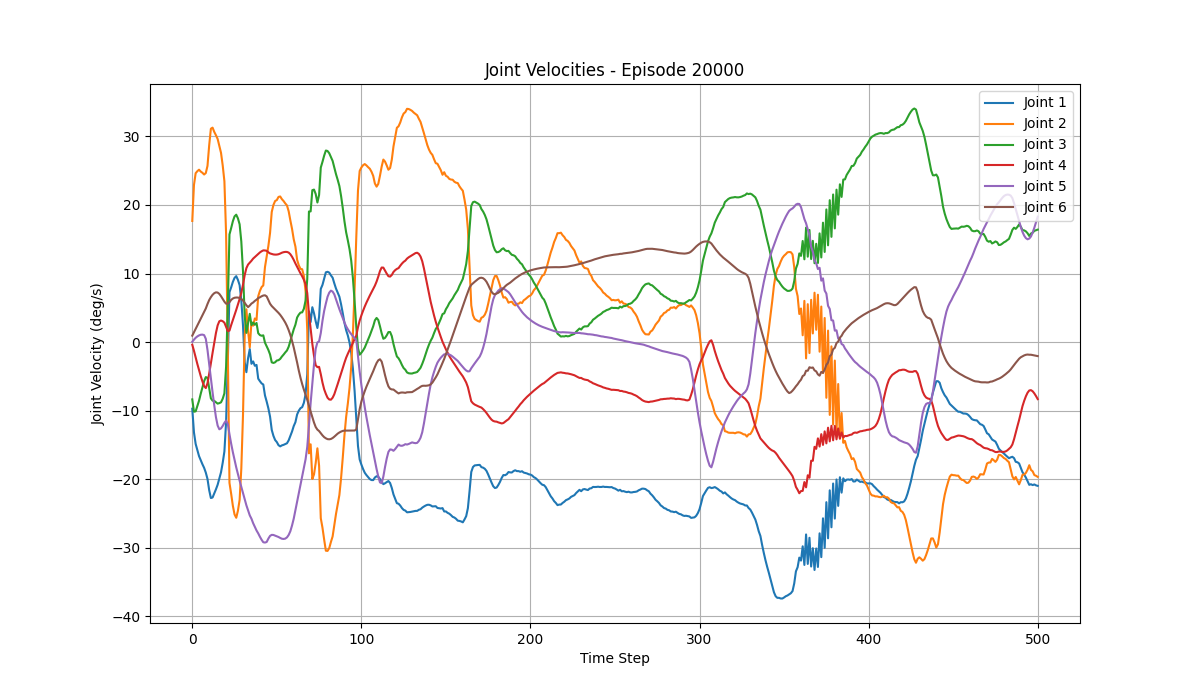 Joint Velocities - Episode 20000
Joint Velocity (deg/s)
30
20
10
0
−10
−20
−30
−40
0 100 200 300 400 500
Time Step
Joint 1
Joint 2
Joint 3
Joint 4
Joint 5
Joint 6